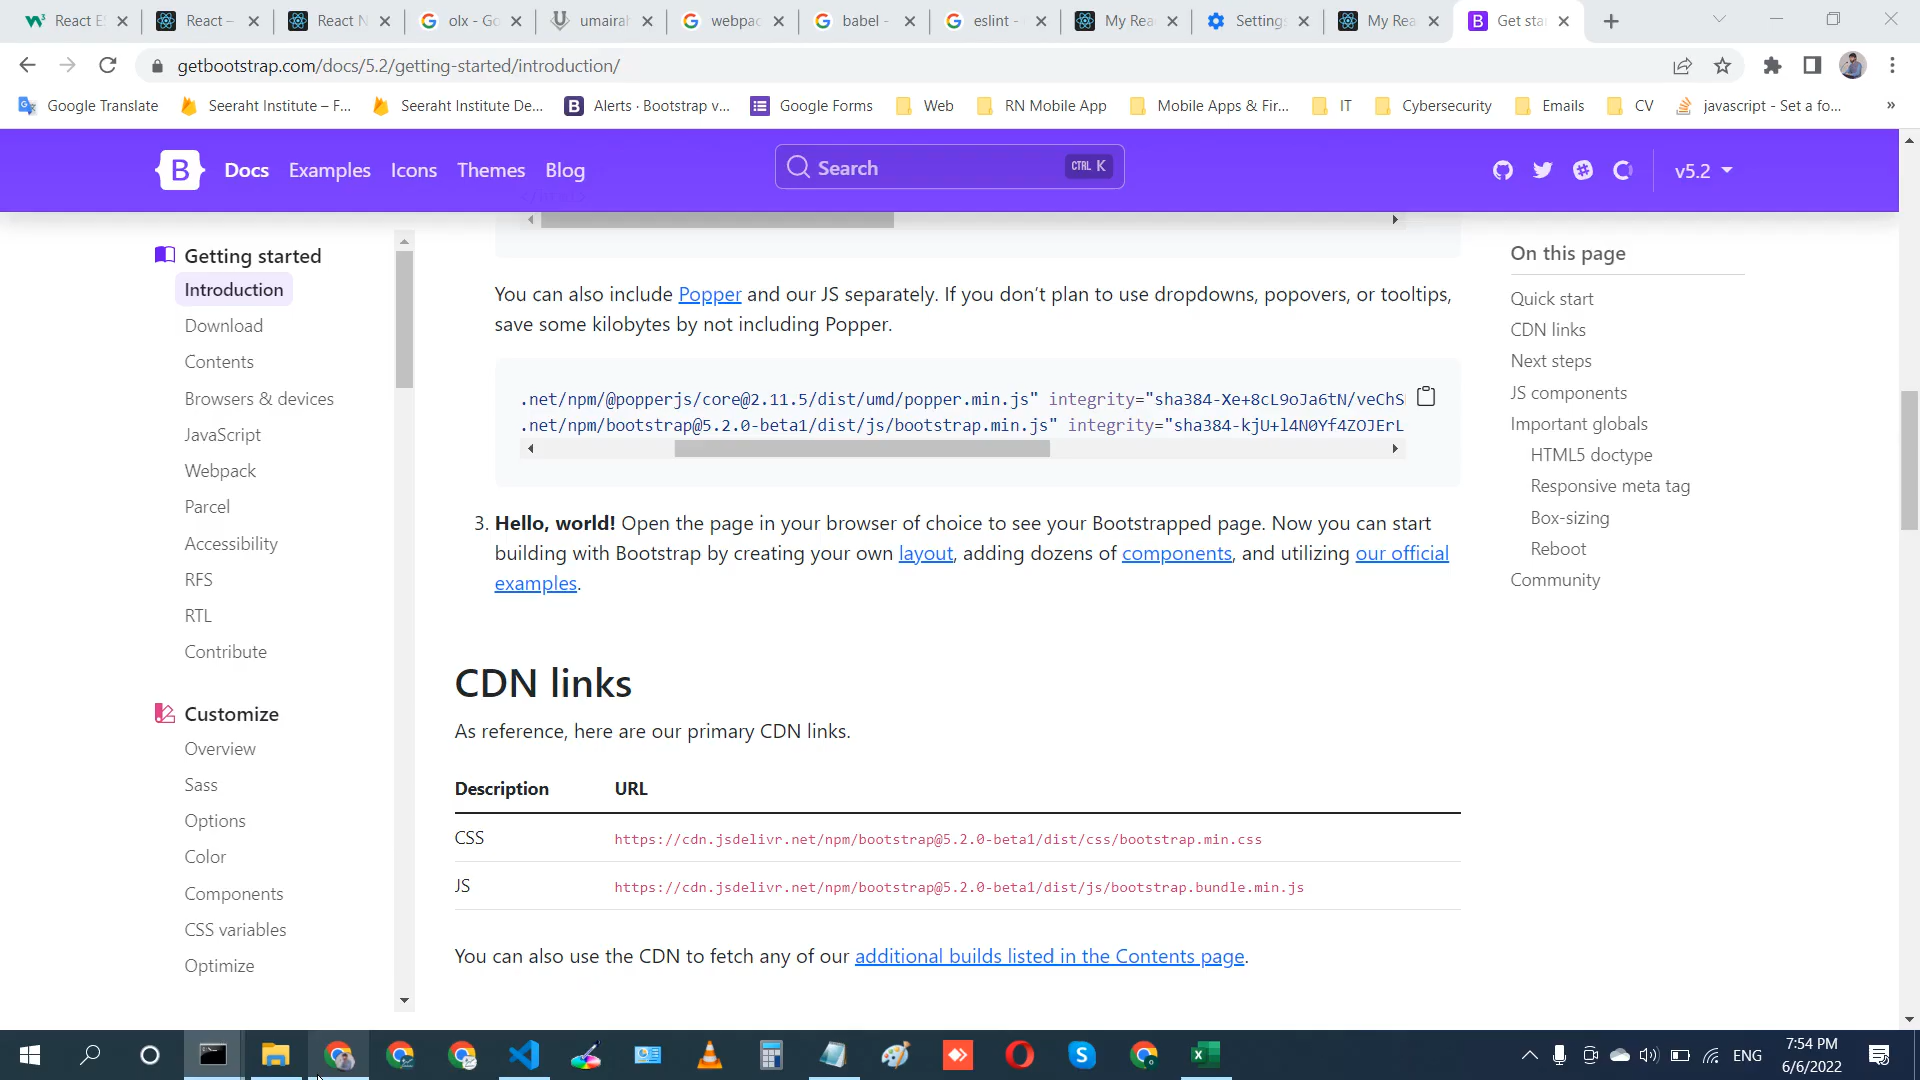 React E
React –
React N
olx - Go
umairah
webpac
babel -
eslint -
My Rea
Setting
My Rea
Get sta
getbootstrap.com/docs/5.2/getting-started/introduction/
Google Translate
Seeraht Institute – F...
Seeraht Institute De...
Alerts · Bootstrap v...
Google Forms
Web
RN Mobile App
Mobile Apps & Fir...
IT
Cybersecurity
Emails
CV
javascript - Set a fo...
»
B
Docs
Examples
Icons
Themes
Blog
Search
CTRL K
v5.2
Getting started
Introduction
Download
Contents
Browsers & devices
JavaScript
Webpack
Parcel
Accessibility
RFS
RTL
Contribute
Customize
Overview
Sass
Options
Color
Components
CSS variables
Optimize
You can also include Popper and our JS separately. If you don’t plan to use dropdowns, popovers, or tooltips,
save some kilobytes by not including Popper.
.net/npm/@popperjs/core@2.11.5/dist/umd/popper.min.js" integrity="sha384-Xe+8cL9oJa6tN/veChS
.net/npm/bootstrap@5.2.0-beta1/dist/js/bootstrap.min.js" integrity="sha384-kjU+l4N0Yf4ZOJErL
3. Hello, world! Open the page in your browser of choice to see your Bootstrapped page. Now you can start
building with Bootstrap by creating your own layout, adding dozens of components, and utilizing our official
examples.
CDN links
As reference, here are our primary CDN links.
Description URL
CSS https://cdn.jsdelivr.net/npm/bootstrap@5.2.0-beta1/dist/css/bootstrap.min.css
JS https://cdn.jsdelivr.net/npm/bootstrap@5.2.0-beta1/dist/js/bootstrap.bundle.min.js
You can also use the CDN to fetch any of our additional builds listed in the Contents page.
On this page
Quick start
CDN links
Next steps
JS components
Important globals
HTML5 doctype
Responsive meta tag
Box-sizing
Reboot
Community
ENG
7:54 PM
6/6/2022